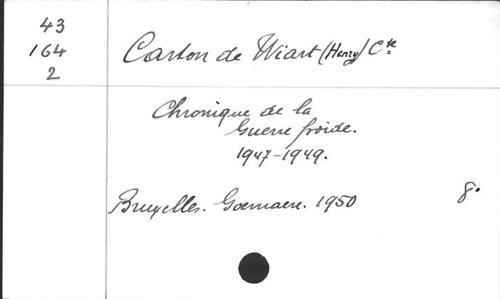 43
164
2
Carton de Wiart (Henry) Cte
Chronique de la
Guerre froide.
1947-1949.
Bruxelles. Goemaere. 1950
8.